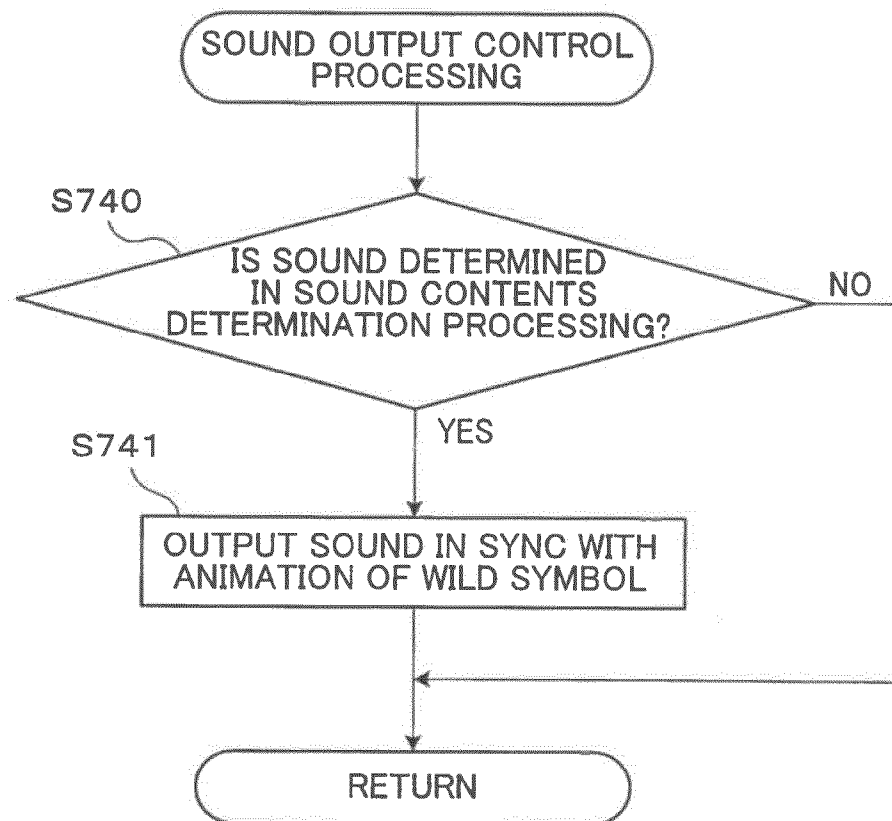 SOUND OUTPUT CONTROL
PROCESSING
S740
IS SOUND DETERMINED
IN SOUND CONTENTS
DETERMINATION PROCESSING?
NO
YES
S741
OUTPUT SOUND IN SYNC WITH
ANIMATION OF WILD SYMBOL
RETURN